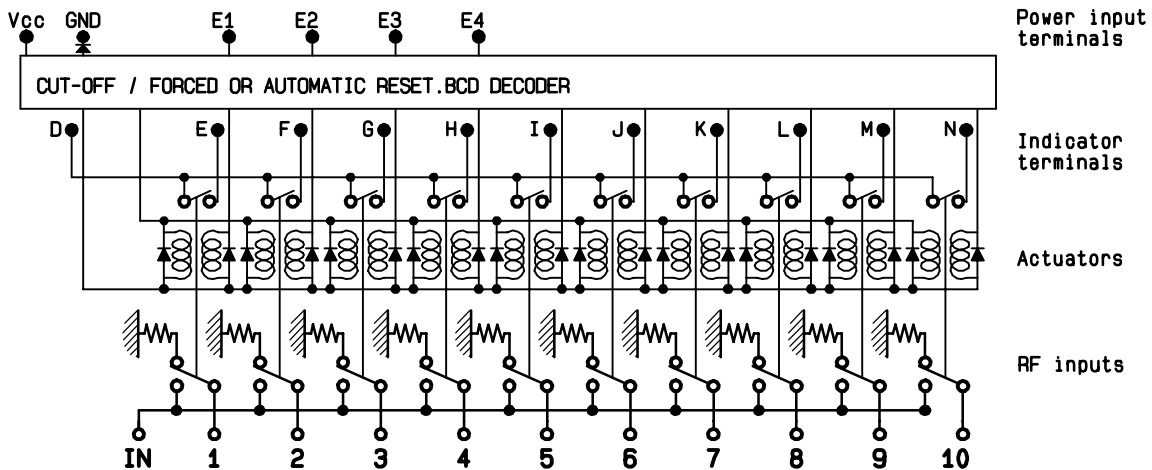 Vcc GND E1 E2 E3 E4 Power input
terminals
CUT-OFF / FORCED OR AUTOMATIC RESET.BCD DECODER
D E F G H I J K L M N Indicator
terminals
Actuators
RF inputs
IN 1 2 3 4 5 6 7 8 9 10